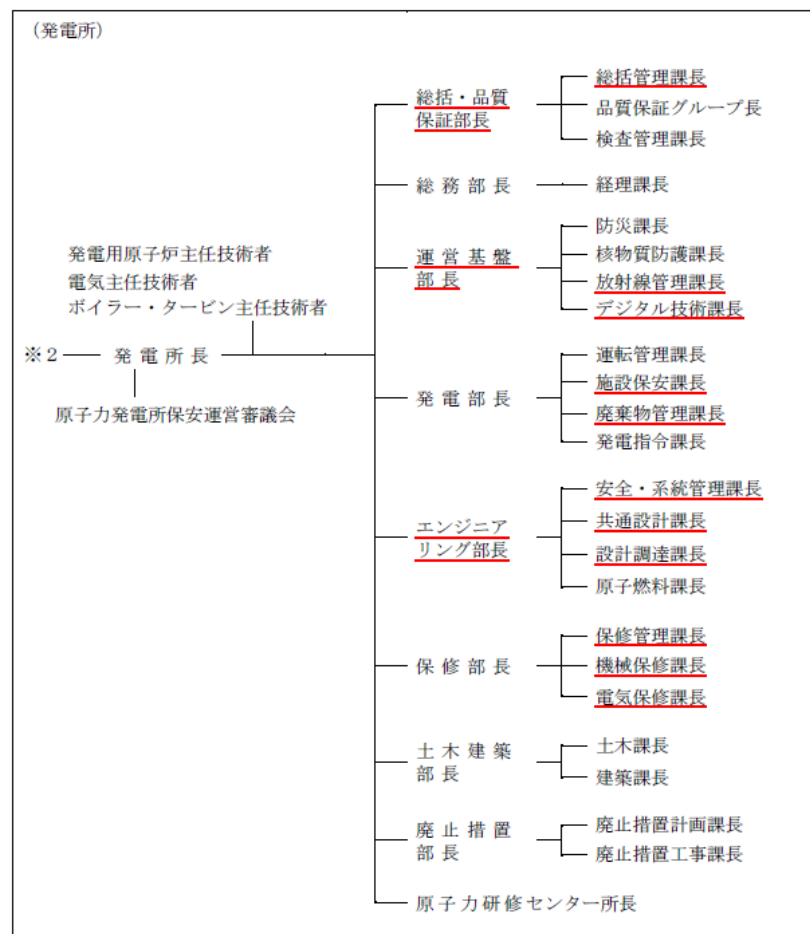 （発電所）
総括・品質
保証部長
総括管理課長
品質保証グループ長
検査管理課長
総務部長
経理課長
発電用原子炉主任技術者
電気主任技術者
ボイラー・タービン主任技術者
※２
発電所長
原子力発電所保安運営審議会
運営基盤
部長
防災課長
核物質防護課長
放射線管理課長
デジタル技術課長
発電部長
運転管理課長
施設保安課長
廃棄物管理課長
発電指令課長
エンジニア
リング部長
安全・系統管理課長
共通設計課長
設計調達課長
原子燃料課長
保修部長
保修管理課長
機械保修課長
電気保修課長
土木建築
部長
土木課長
建築課長
廃止措置
部長
廃止措置計画課長
廃止措置工事課長
原子力研修センター所長